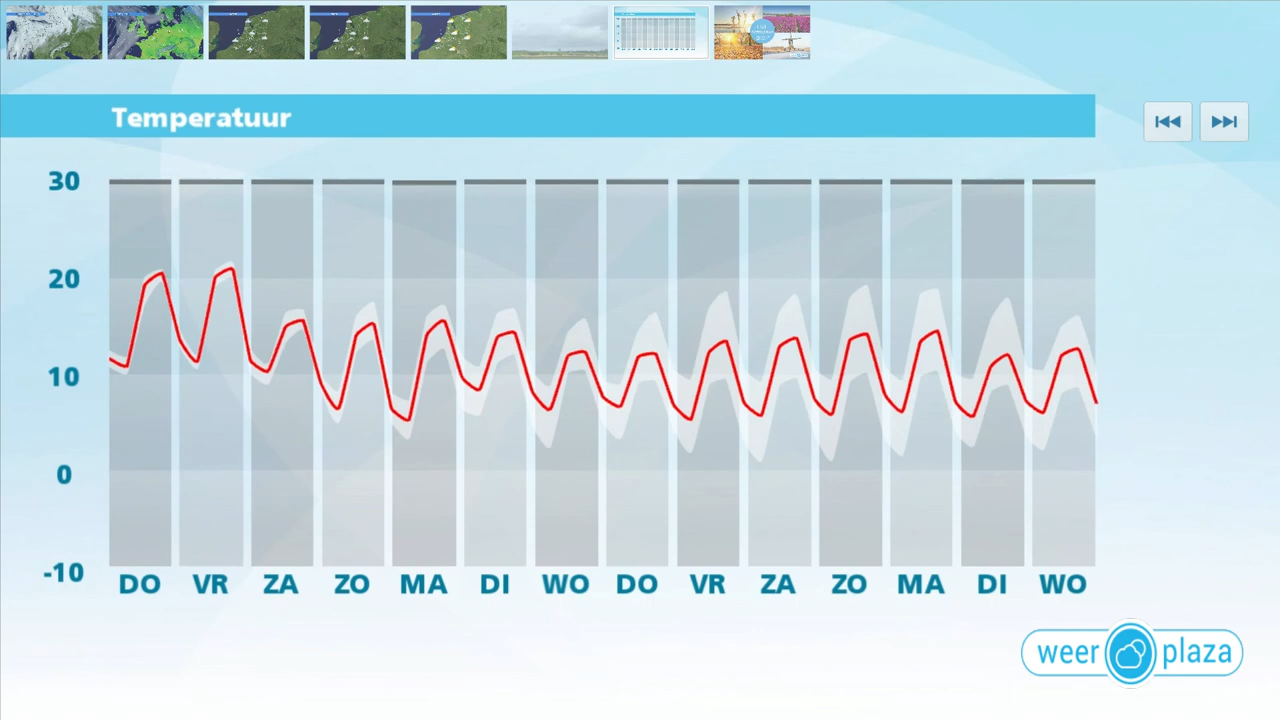 Temperatuur
30
20
10
0
-10
DO VR ZA ZO MA DI WO DO VR ZA ZO MA DI WO
weer plaza